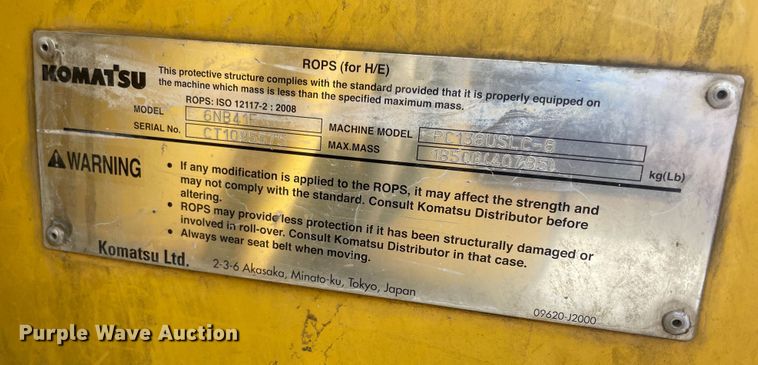 ROPS (for H/E)
KOMATSU
This protective structure complies with the standard provided that it is properly equipped on
the machine which mass is less than the specified maximum mass.
ROPS: ISO 12117-2 : 2008
MODEL
SERIAL No.
MACHINE MODEL PC138USLC-8
MAX.MASS kg(Lb)
WARNING
• If any modification is applied to the ROPS, it may affect the strength and
may not comply with the standard. Consult Komatsu Distributor before
altering.
• ROPS may provide less protection if it has been structurally damaged or
involved in roll-over. Consult Komatsu Distributor in that case.
• Always wear seat belt when moving.
Komatsu Ltd.
2-3-6 Akasaka, Minato-ku, Tokyo, Japan
09620-J2000
Purple Wave Auction